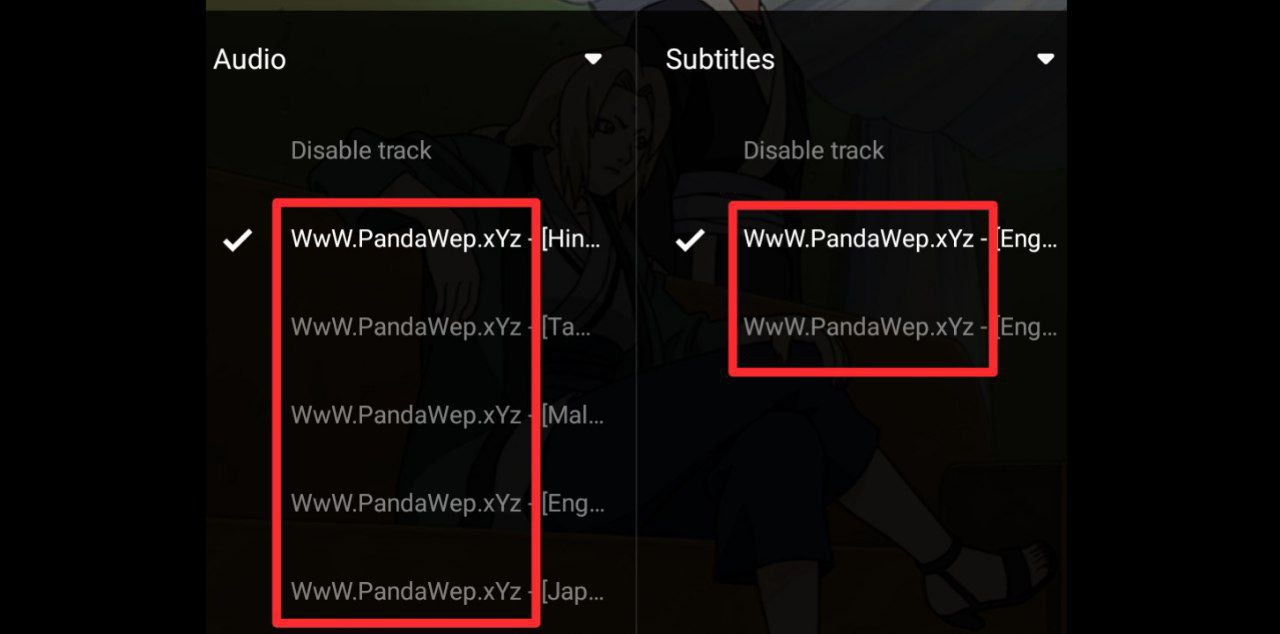 Audio
Disable track
WwW.PandaWep.xYz - [Hin...
WwW.PandaWep.xYz - [Ta...
WwW.PandaWep.xYz - [Mal...
WwW.PandaWep.xYz - [Eng...
WwW.PandaWep.xYz - [Jap...
Subtitles
Disable track
WwW.PandaWep.xYz - [Eng...
WwW.PandaWep.xYz - [Eng...